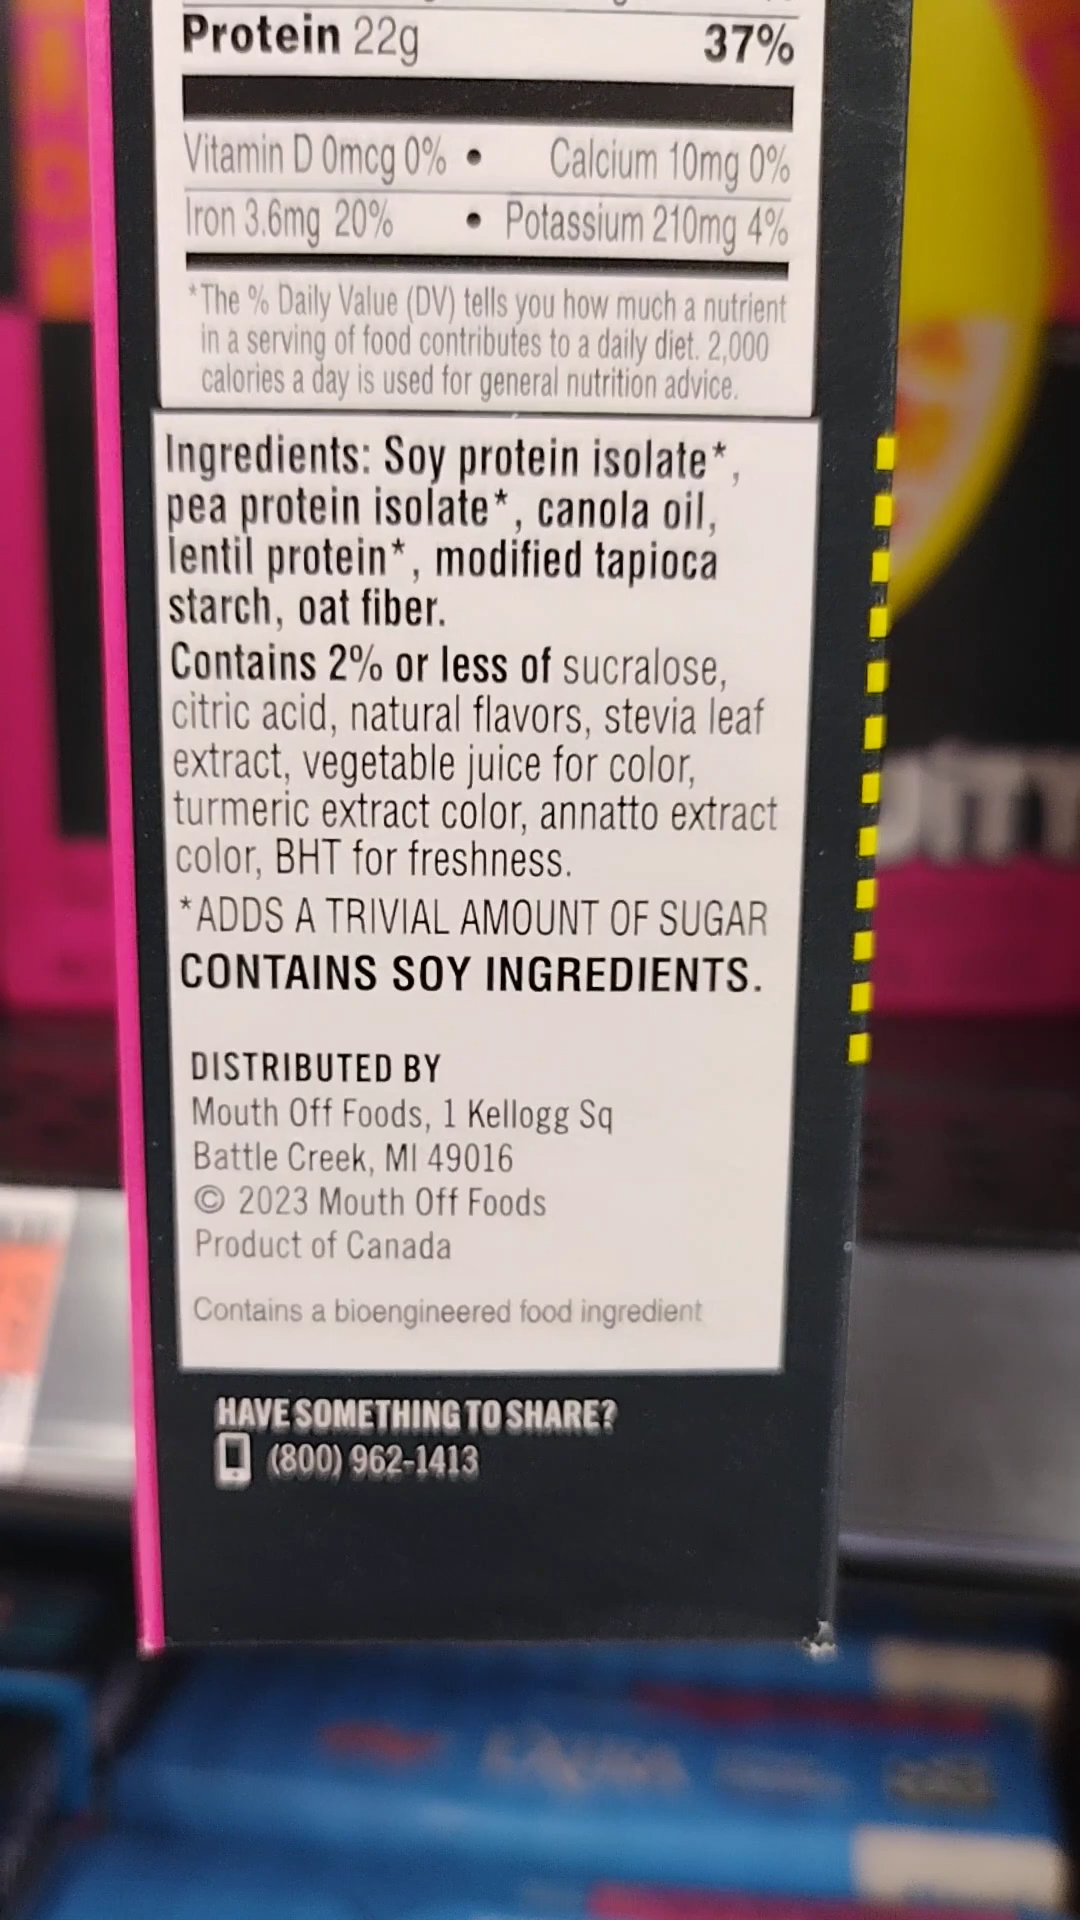 Protein 22g 37%
Vitamin D 0mcg 0% • Calcium 10mg 0%
Iron 3.6mg 20% • Potassium 210mg 4%
*The % Daily Value (DV) tells you how much a nutrient
in a serving of food contributes to a daily diet. 2,000
calories a day is used for general nutrition advice.
Ingredients: Soy protein isolate*,
pea protein isolate*, canola oil,
lentil protein*, modified tapioca
starch, oat fiber.
Contains 2% or less of sucralose,
citric acid, natural flavors, stevia leaf
extract, vegetable juice for color,
turmeric extract color, annatto extract
color, BHT for freshness.
*ADDS A TRIVIAL AMOUNT OF SUGAR
CONTAINS SOY INGREDIENTS.
DISTRIBUTED BY
Mouth Off Foods, 1 Kellogg Sq
Battle Creek, MI 49016
© 2023 Mouth Off Foods
Product of Canada
Contains a bioengineered food ingredient
HAVE SOMETHING TO SHARE?
(800) 962-1413